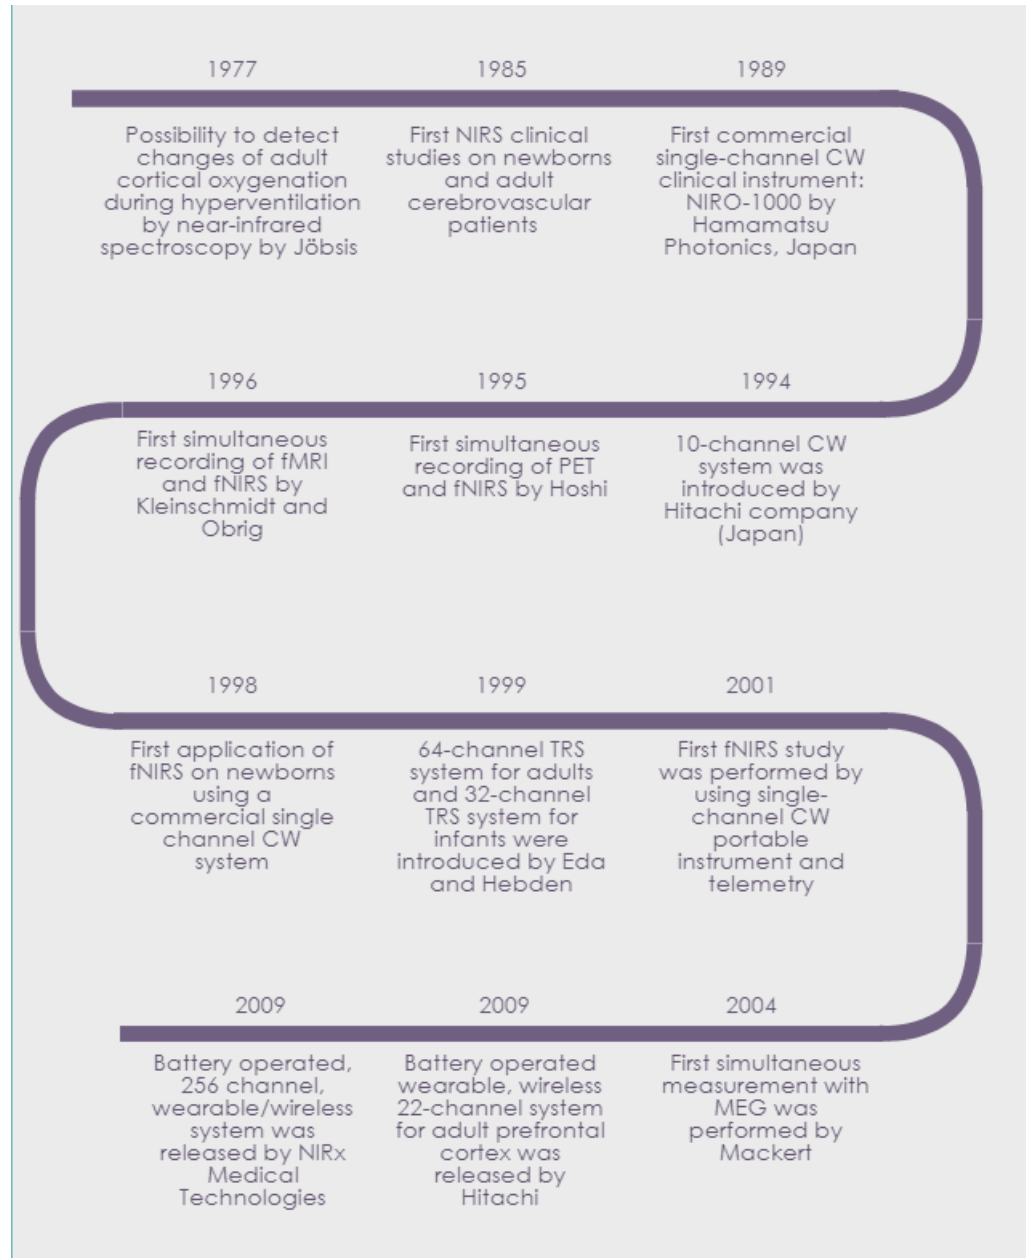 1977
Possibility to detect
changes of adult
cortical oxygenation
during hyperventilation
by near-infrared
spectroscopy by Jöbsis
1985
First NIRS clinical
studies on newborns
and adult
cerebrovascular
patients
1989
First commercial
single-channel CW
clinical instrument:
NIRO-1000 by
Hamamatsu
Photonics, Japan
1994
10-channel CW
system was
introduced by
Hitachi company
(Japan)
1995
First simultaneous
recording of PET
and fNIRS by Hoshi
1996
First simultaneous
recording of fMRI
and fNIRS by
Kleinschmidt and
Obrig
1998
First application of
fNIRS on newborns
using a
commercial single
channel CW
system
1999
64-channel TRS
system for adults
and 32-channel
TRS system for
infants were
introduced by Eda
and Hebden
2001
First fNIRS study
was performed by
using single-
channel CW
portable
instrument and
telemetry
2004
First simultaneous
measurement with
MEG was
performed by
Mackert
2009
Battery operated
wearable, wireless
22-channel system
for adult prefrontal
cortex was
released by
Hitachi
2009
Battery operated,
256 channel,
wearable/wireless
system was
released by NIRx
Medical
Technologies